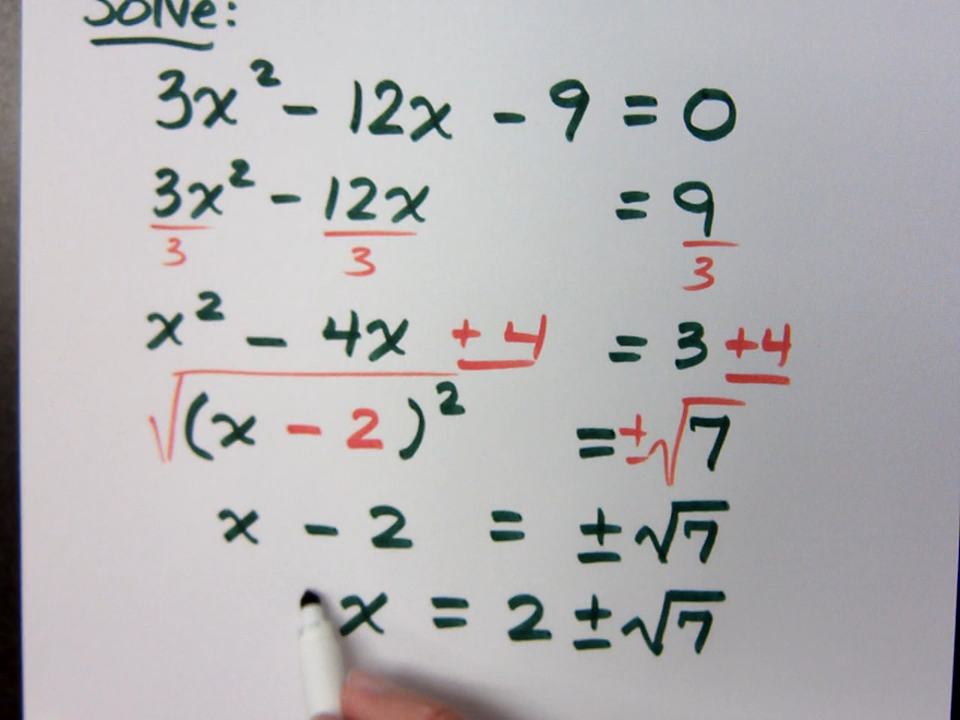 Solve:
3x² - 12x - 9 = 0
3x²/3 - 12x/3 = 9/3
x² - 4x + 4 = 3 + 4
√(x - 2)² = ±√7
x - 2 = ±√7
x = 2 ± √7